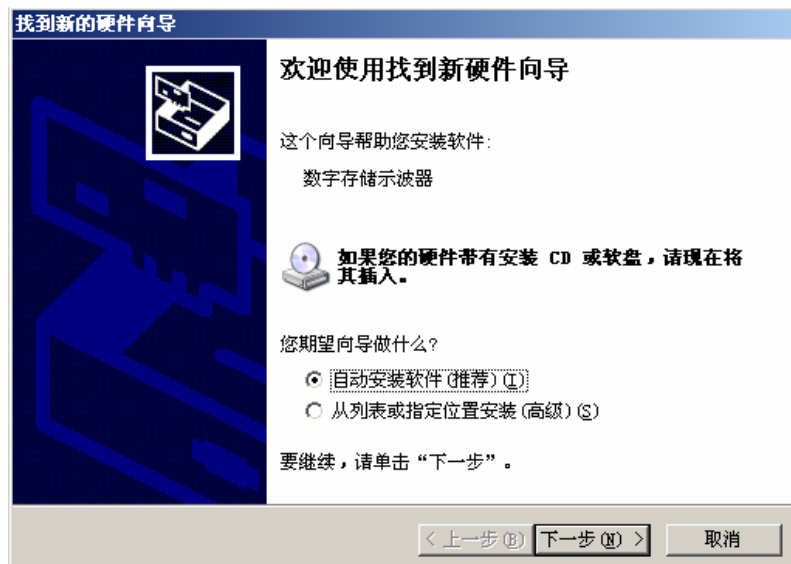 找到新的硬件向导
欢迎使用找到新硬件向导
这个向导帮助您安装软件:
数字存储示波器
如果您的硬件带有安装 CD 或软盘，请现在将
其插入。
您期望向导做什么?
自动安装软件(推荐)(I)
从列表或指定位置安装(高级)(S)
要继续，请单击“下一步”。
< 上一步(B) 下一步(N) > 取消